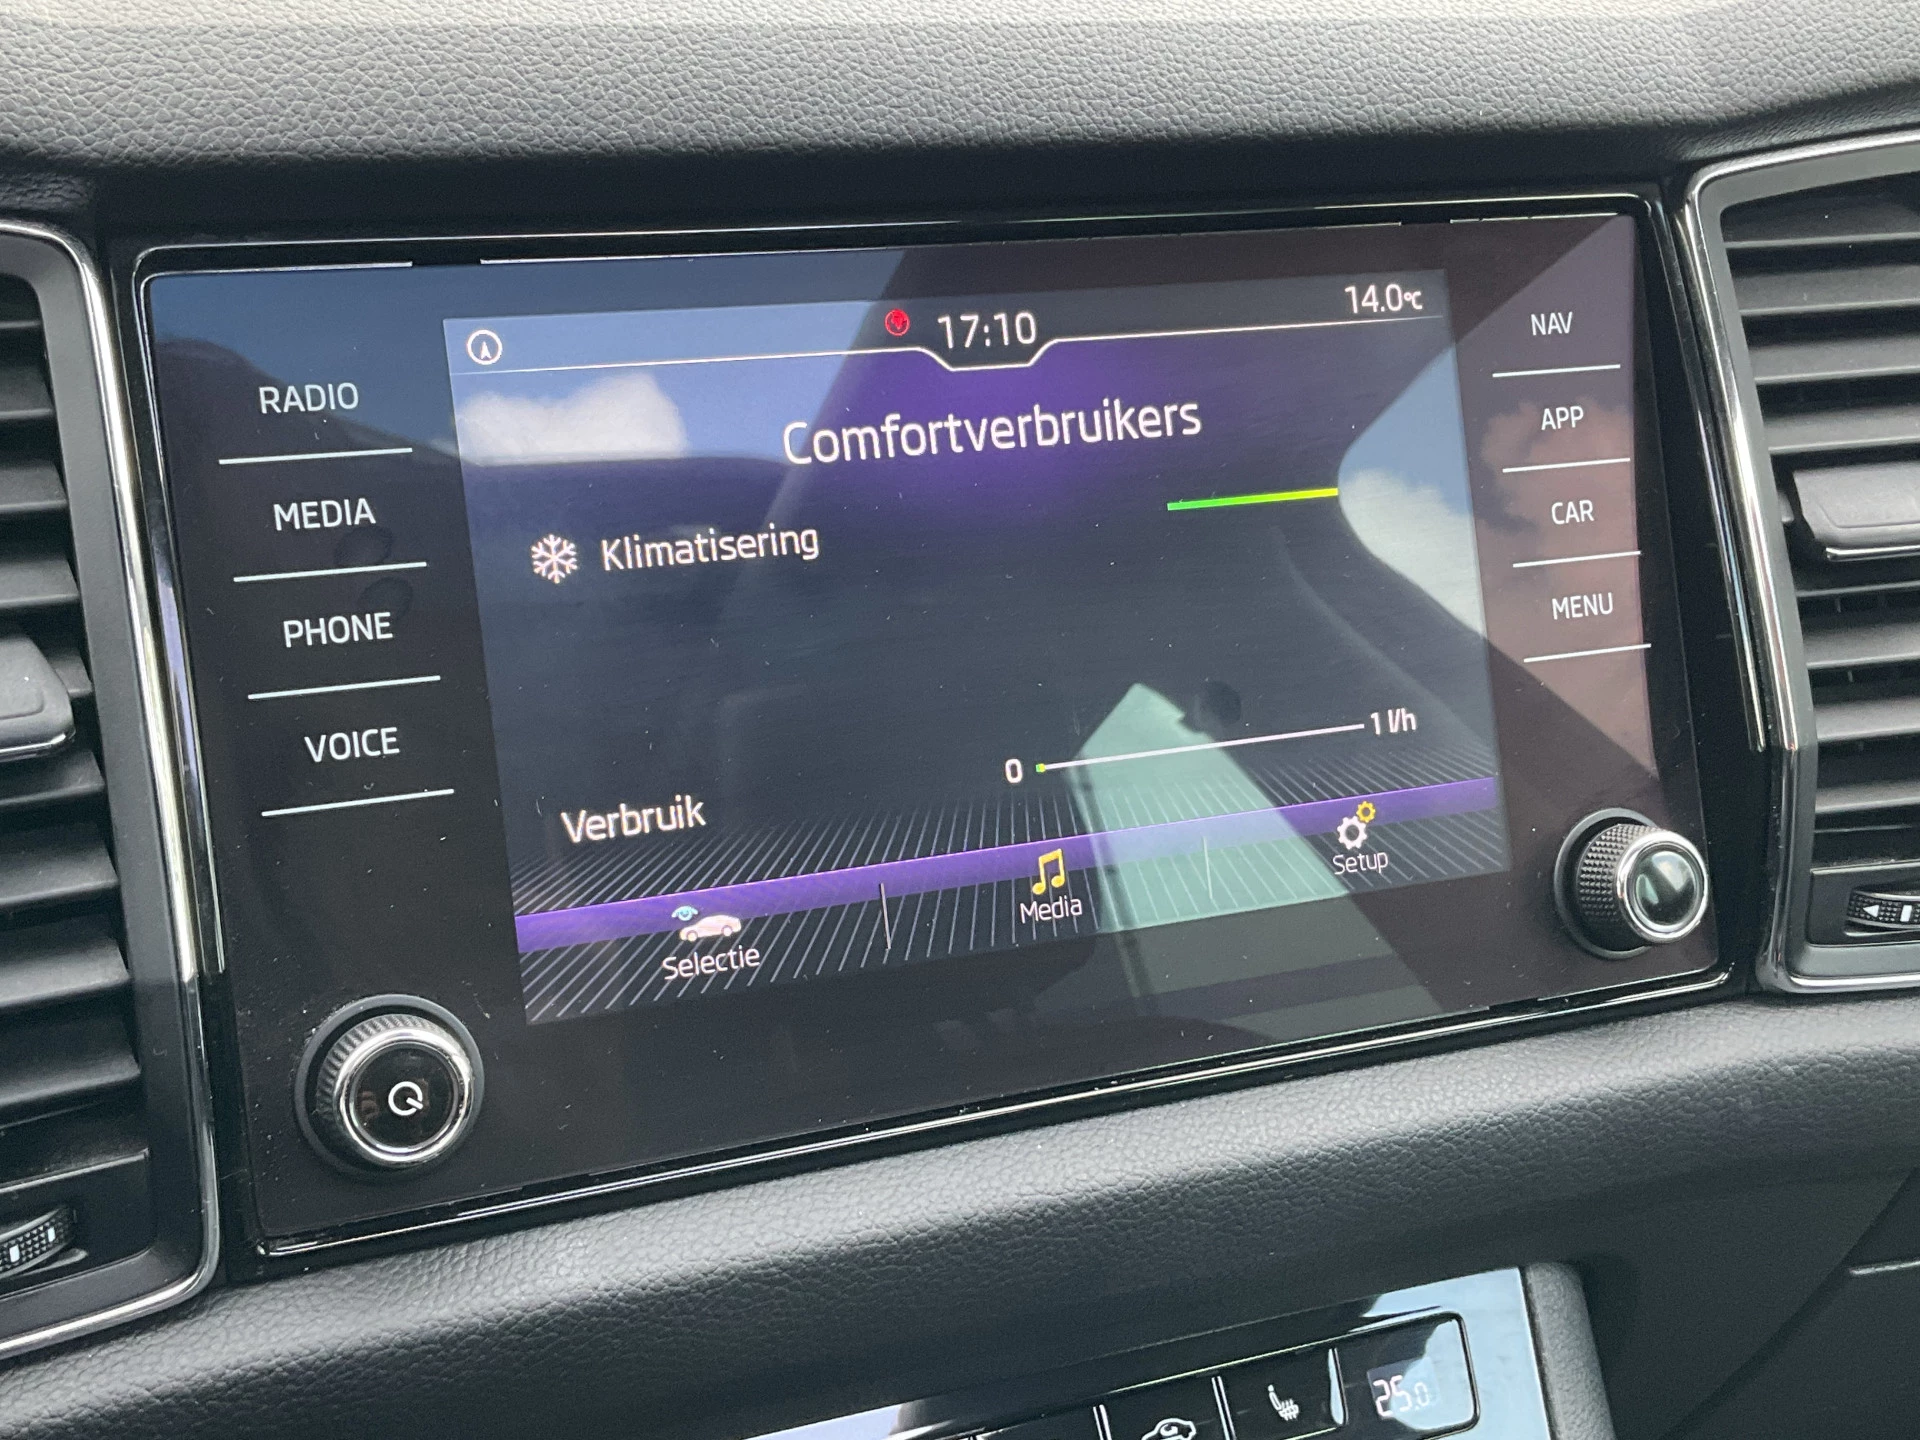 17:10
14.0°C
RADIO
MEDIA
PHONE
VOICE
Comfortverbruikers
Klimatisering
0
1 l/h
Verbruik
Selectie
Media
Setup
NAV
APP
CAR
MENU
25.0